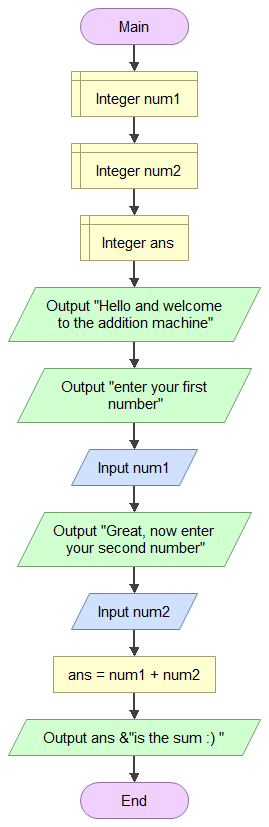 Main
Integer num1
Integer num2
Integer ans
Output "Hello and welcome
to the addition machine"
Output "enter your first
number"
Input num1
Output "Great, now enter
your second number"
Input num2
ans = num1 + num2
Output ans &"is the sum :) "
End